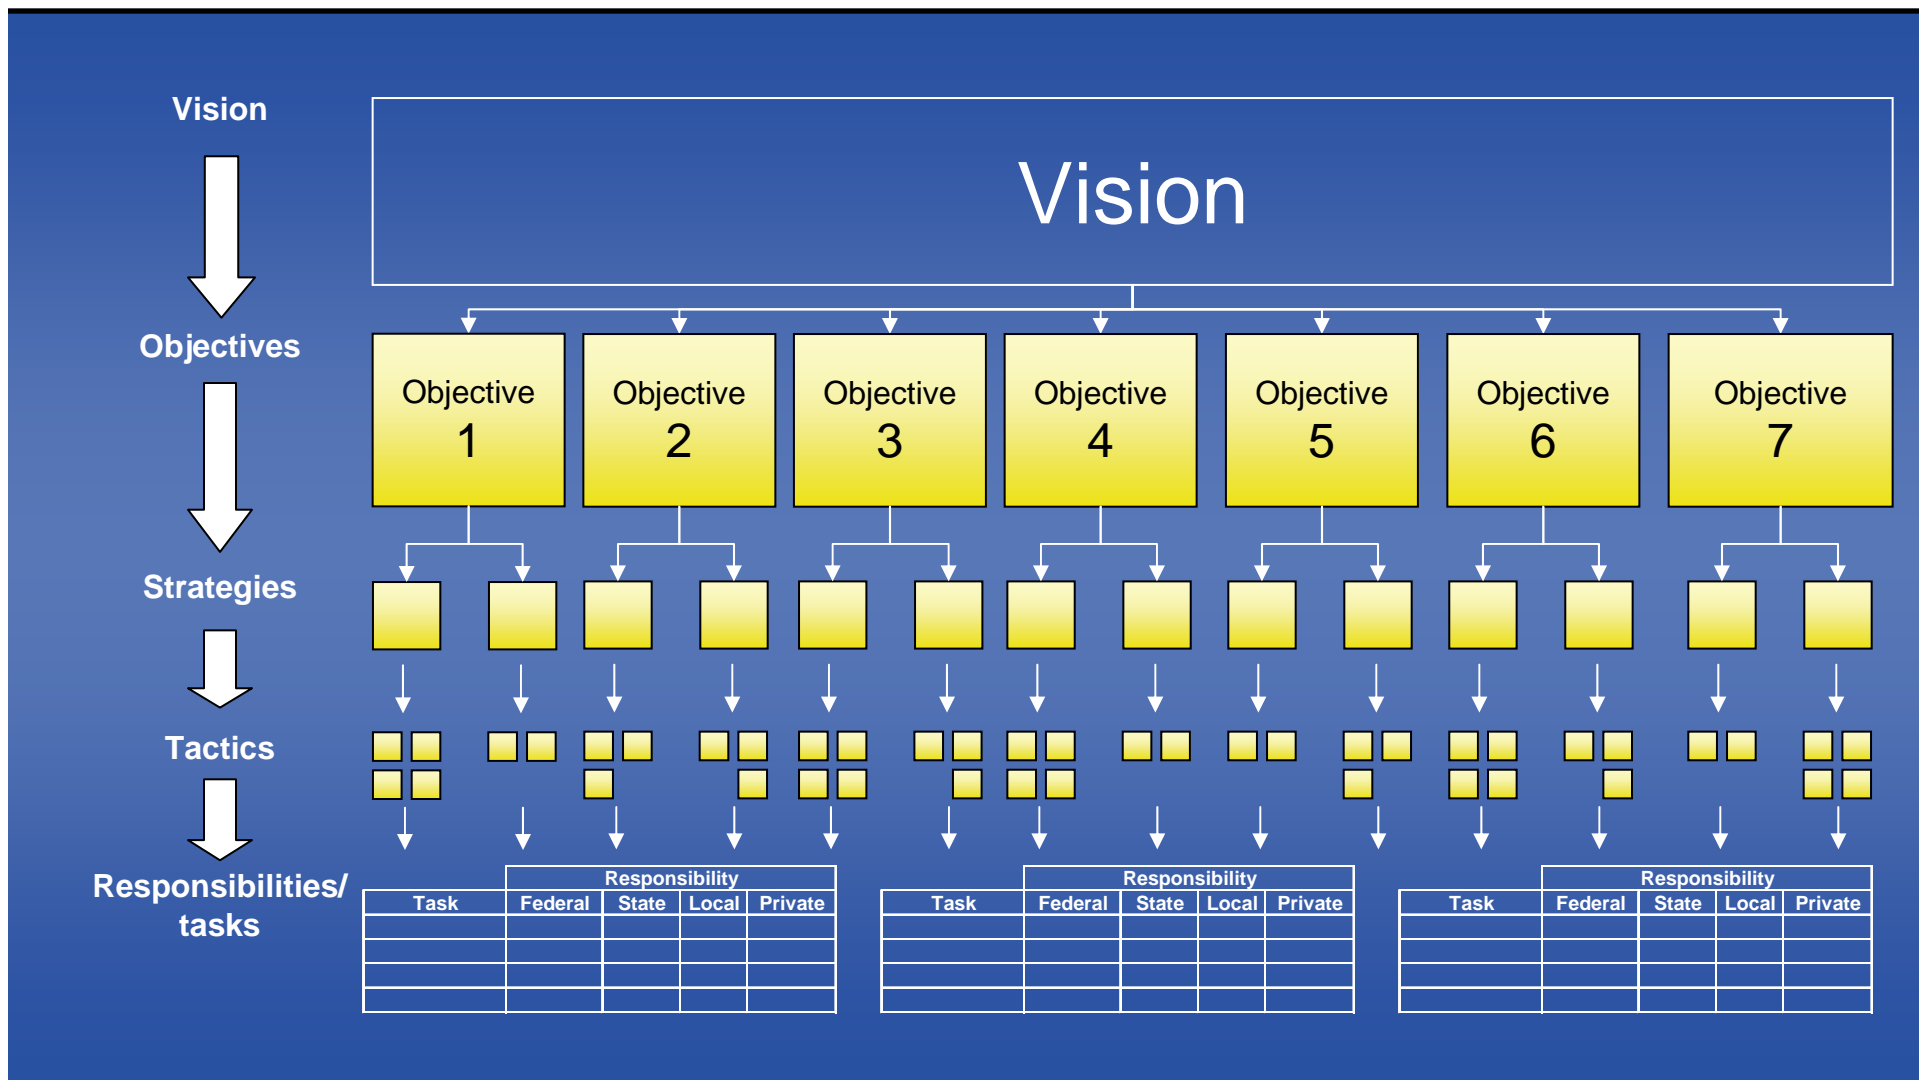 Vision
Vision
Objectives
Objective
1
Objective
2
Objective
3
Objective
4
Objective
5
Objective
6
Objective
7
Strategies
Tactics
Responsibilities/
tasks
Responsibility
Task Federal State Local Private
Responsibility
Task Federal State Local Private
Responsibility
Task Federal State Local Private